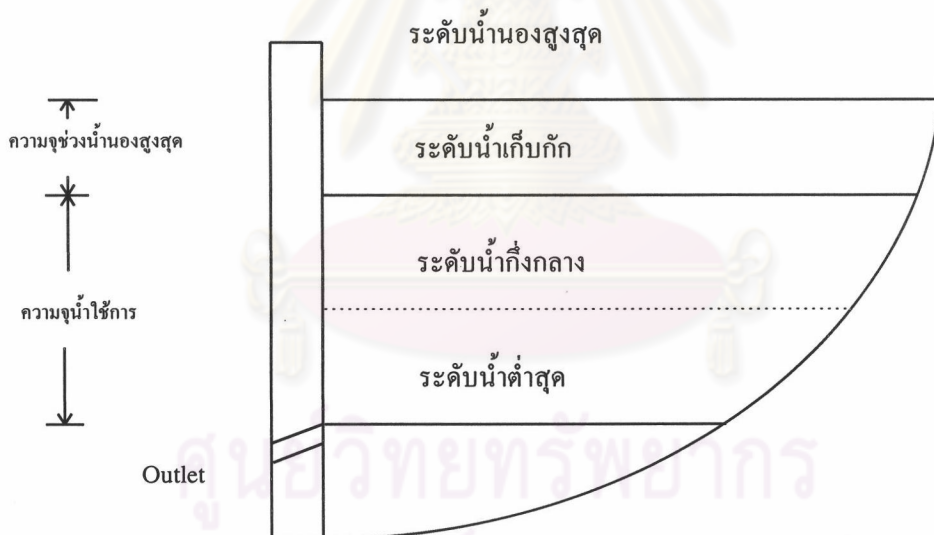 ระดับน้ำนองสูงสุด
ความจุช่วงน้ำนองสูงสุด
ระดับน้ำเก็บกัก
ระดับน้ำกึ่งกลาง
ความจุน้ำใช้การ
ระดับน้ำต่ำสุด
Outlet
ศูนย์วิทยทรัพยากร